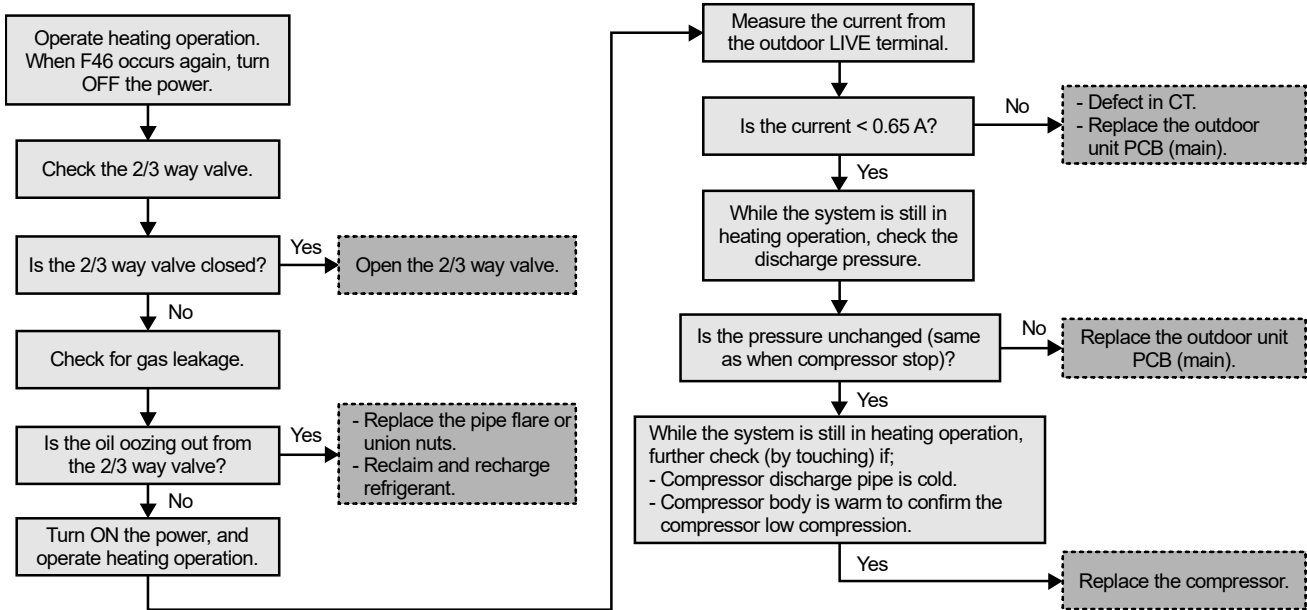 Operate heating operation.
When F46 occurs again, turn
OFF the power.
Check the 2/3 way valve.
Is the 2/3 way valve closed?
Yes
Open the 2/3 way valve.
No
Check for gas leakage.
Is the oil oozing out from
the 2/3 way valve?
Yes
- Replace the pipe flare or
union nuts.
- Reclaim and recharge
refrigerant.
No
Turn ON the power, and
operate heating operation.
Measure the current from
the outdoor LIVE terminal.
Is the current < 0.65 A?
No
- Defect in CT.
- Replace the outdoor
unit PCB (main).
Yes
While the system is still in
heating operation, check the
discharge pressure.
Is the pressure unchanged (same
as when compressor stop)?
No
Replace the outdoor unit
PCB (main).
Yes
While the system is still in heating operation,
further check (by touching) if;
- Compressor discharge pipe is cold.
- Compressor body is warm to confirm the
compressor low compression.
Yes
Replace the compressor.